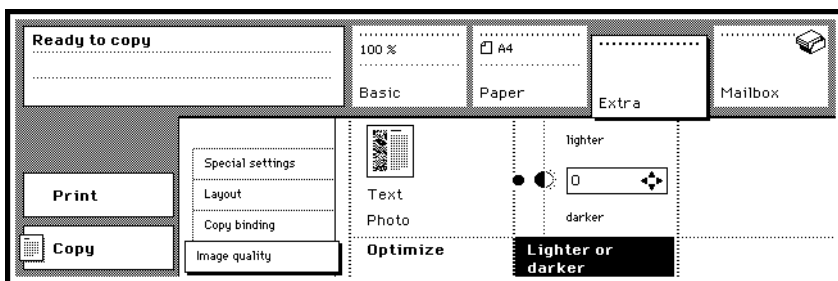 Ready to copy
100 %
Basic
A4
Paper
Extra
Mailbox
Print
Copy
Special settings
Layout
Copy binding
Image quality
Text
Photo
Optimize
lighter
0
darker
Lighter or
darker